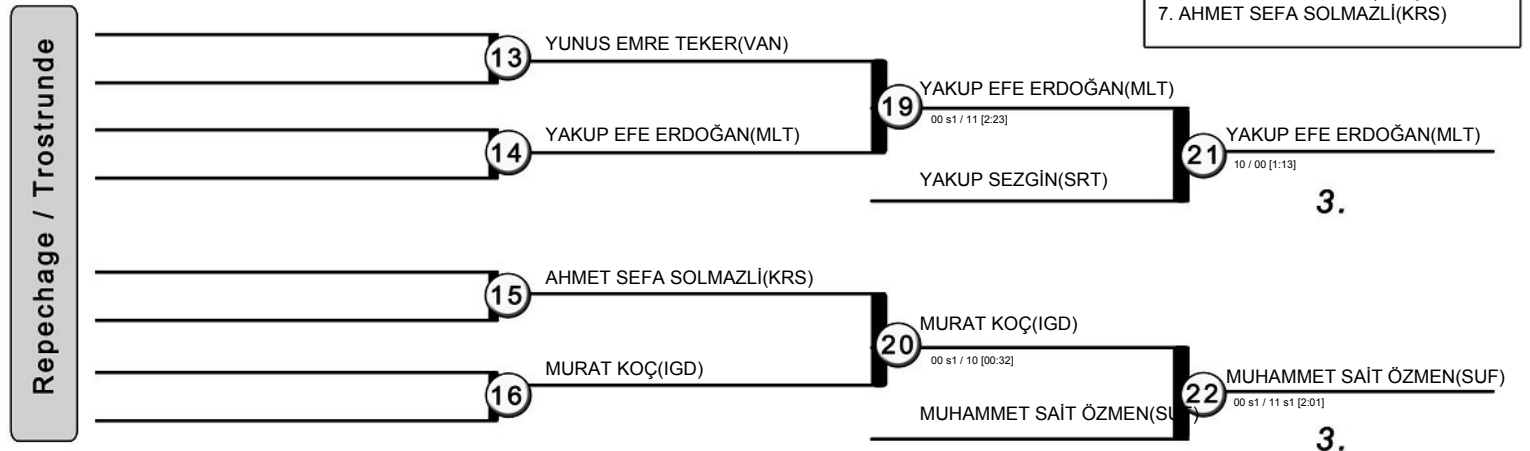 7. AHMET SEFA SOLMAZLİ(KRS)
Repechage / Trostrunde
13
YUNUS EMRE TEKER(VAN)
19
YAKUP EFE ERDOĞAN(MLT)
00 s1 / 11 [2:23]
14
YAKUP EFE ERDOĞAN(MLT)
21
YAKUP EFE ERDOĞAN(MLT)
10 / 00 [1:13]
YAKUP SEZGİN(SRT)
3.
15
AHMET SEFA SOLMAZLİ(KRS)
20
MURAT KOÇ(IGD)
00 s1 / 10 [00:32]
16
MURAT KOÇ(IGD)
22
MUHAMMET SAİT ÖZMEN(SUF)
00 s1 / 11 s1 [2:01]
MUHAMMET SAİT ÖZMEN(SUF)
3.